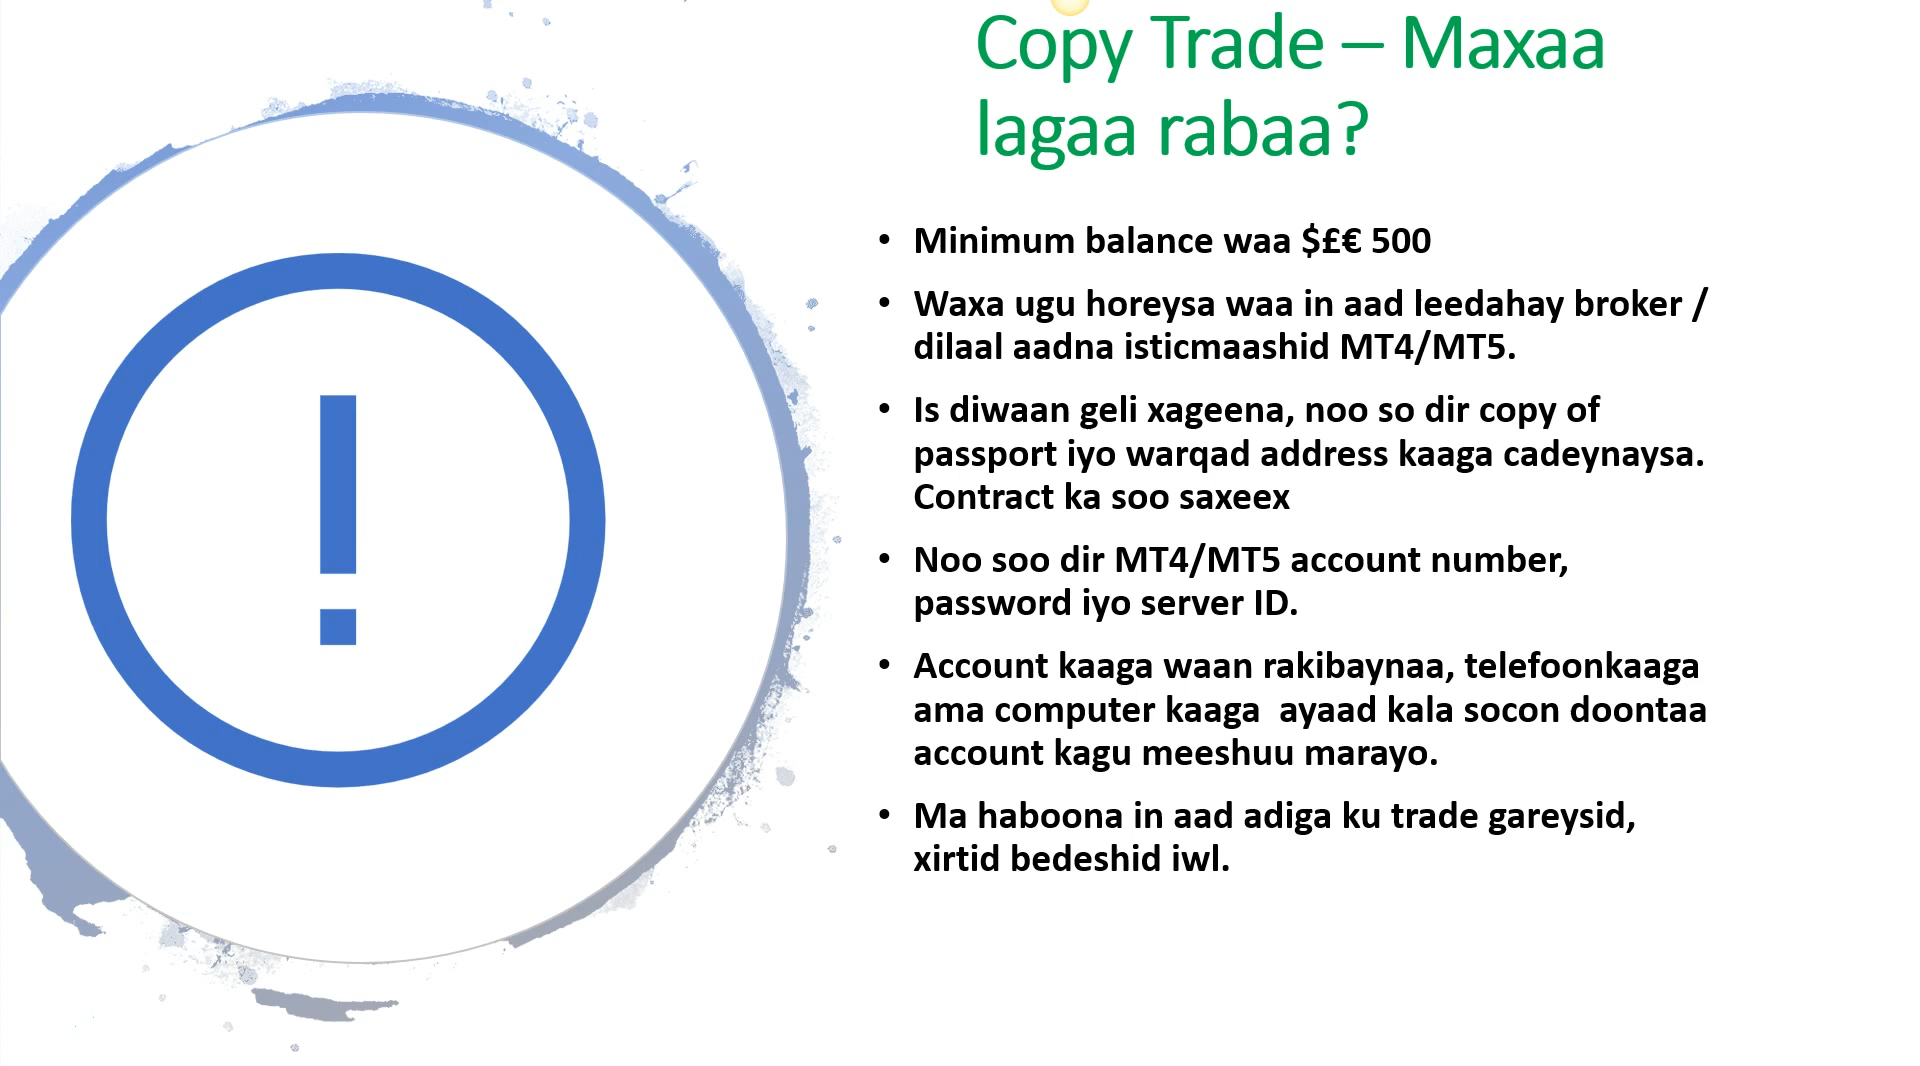 Copy Trade – Maxaa
lagaa rabaa?
• Minimum balance waa $£€ 500
• Waxa ugu horeysa waa in aad leedahay broker /
dilaal aadna isticmaashid MT4/MT5.
• Is diwaan geli xageena, noo so dir copy of
passport iyo warqad address kaaga cadeynaysa.
Contract ka soo saxeex
• Noo soo dir MT4/MT5 account number,
password iyo server ID.
• Account kaaga waan rakibaynaa, telefoonkaaga
ama computer kaaga  ayaad kala socon doontaa
account kagu meeshuu marayo.
• Ma haboona in aad adiga ku trade gareysid,
xirtid bedeshid iwl.